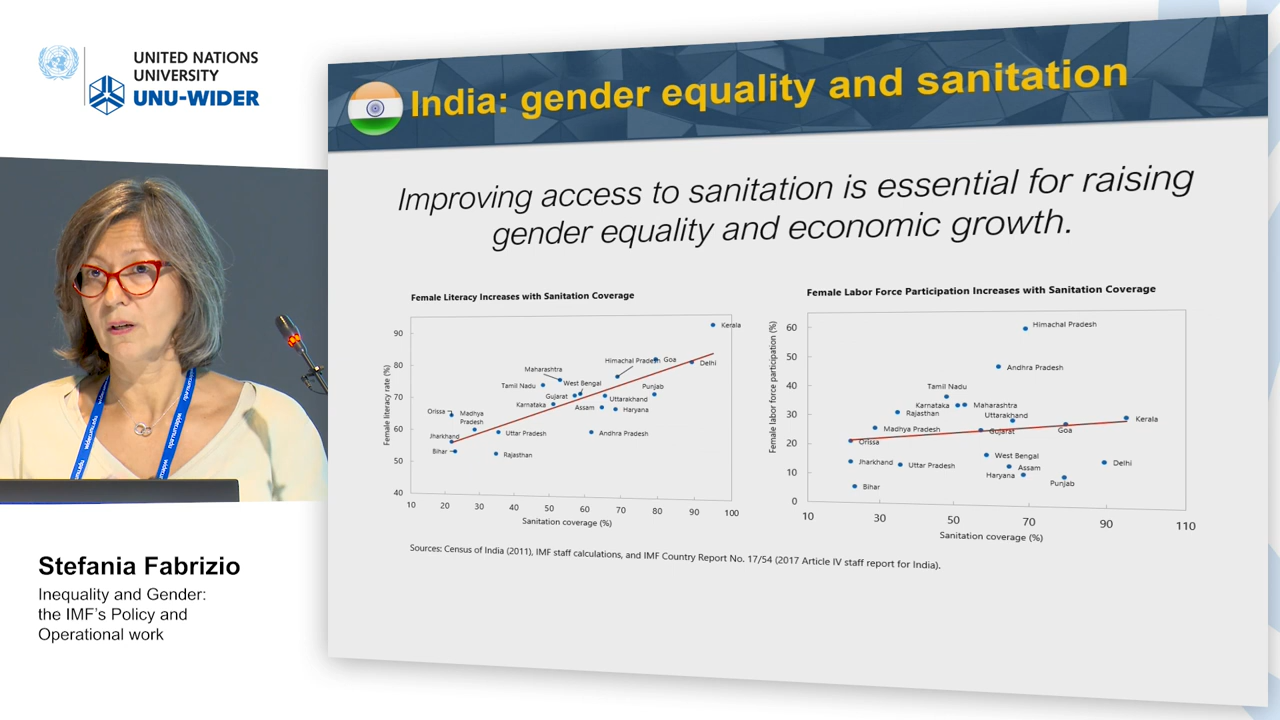 UNITED NATIONS
UNIVERSITY
UNU-WIDER
India: gender equality and sanitation
Improving access to sanitation is essential for raising
gender equality and economic growth.
Female Literacy Increases with Sanitation Coverage
Female literacy rate (%)
90
80
70
60
50
40
Kerala
Himachal Pradesh
Goa
Delhi
Maharashtra
Tamil Nadu
West Bengal
Punjab
Gujarat
Uttarakhand
Karnataka
Assam
Haryana
Orissa
Madhya
Pradesh
Jharkhand
Uttar Pradesh
Andhra Pradesh
Bihar
Rajasthan
10 20 30 40 50 60 70 80 90 100
Sanitation coverage (%)
Female Labor Force Participation Increases with Sanitation Coverage
Female labor force participation (%)
60
50
40
30
20
10
0
Himachal Pradesh
Andhra Pradesh
Tamil Nadu
Karnataka
Maharashtra
Rajasthan
Uttarakhand
Kerala
Madhya Pradesh
Gujarat
Goa
Orissa
West Bengal
Jharkhand
Uttar Pradesh
Assam
Delhi
Haryana
Punjab
Bihar
10 30 50 70 90 110
Sanitation coverage (%)
Sources: Census of India (2011), IMF staff calculations, and IMF Country Report No. 17/54 (2017 Article IV staff report for India).
Stefania Fabrizio
Inequality and Gender:
the IMF's Policy and
Operational work